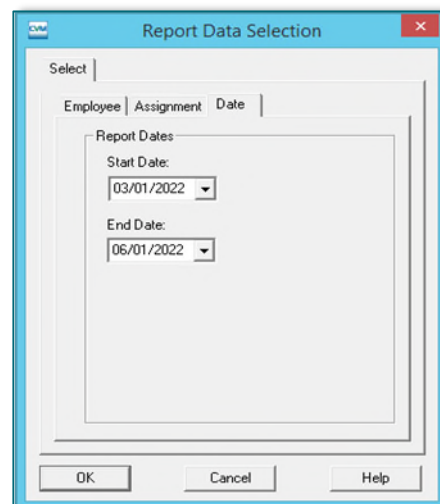 CVM Report Data Selection
Select
Employee Assignment Date
Report Dates
Start Date:
03/01/2022
End Date:
06/01/2022
OK Cancel Help